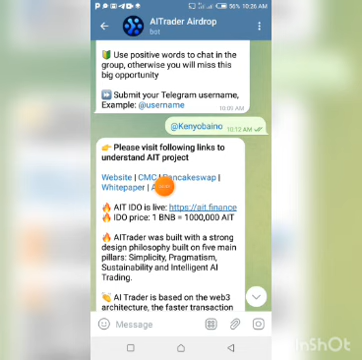 56% 10:26 AM
AITrader Airdrop
bot
🔰 Use positive words to chat in the
group, otherwise you will miss this
big opportunity
⏩ Submit your Telegram username,
Example: @username
10:00 AM
@Kenyobaino
10:12 AM
👉 Please visit following links to
understand AIT project
Website | CMC | Pancakeswap |
Whitepaper |
🔥 AIT IDO is live: https://ait.finance
🔥 IDO price: 1 BNB = 1000,000 AIT
🔥 AITrader was built with a strong
design philosophy built on five main
pillars: Simplicity, Pragmatism,
Sustainability and Intelligent AI
Trading.
👋 AI Trader is based on the web3
architecture, the faster transaction
Message
InShOt